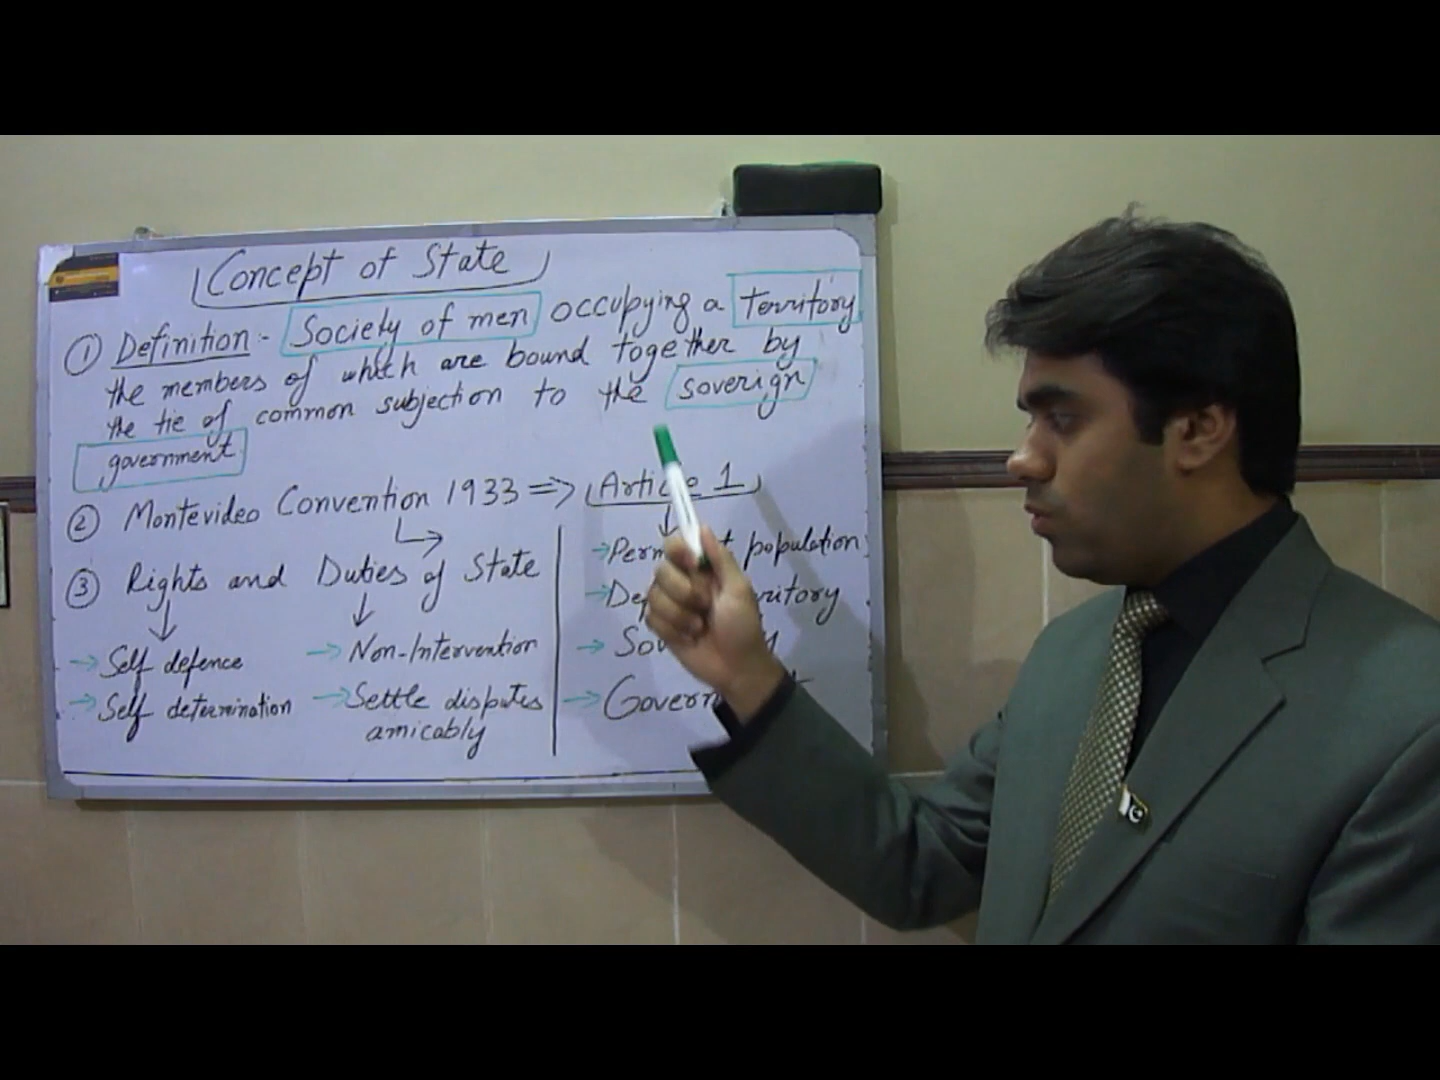 Concept of State
① Definition - Society of men occupying a territory
the members of which are bound together by
the tie of common subjection to the soverign
government
② Montevideo Convention 1933 => Article 1
③ Rights and Duties of State
→ Self defence
→ Self determination
→ Non-Intervention
→ Settle disputes
amicably
→ population
→
→
→